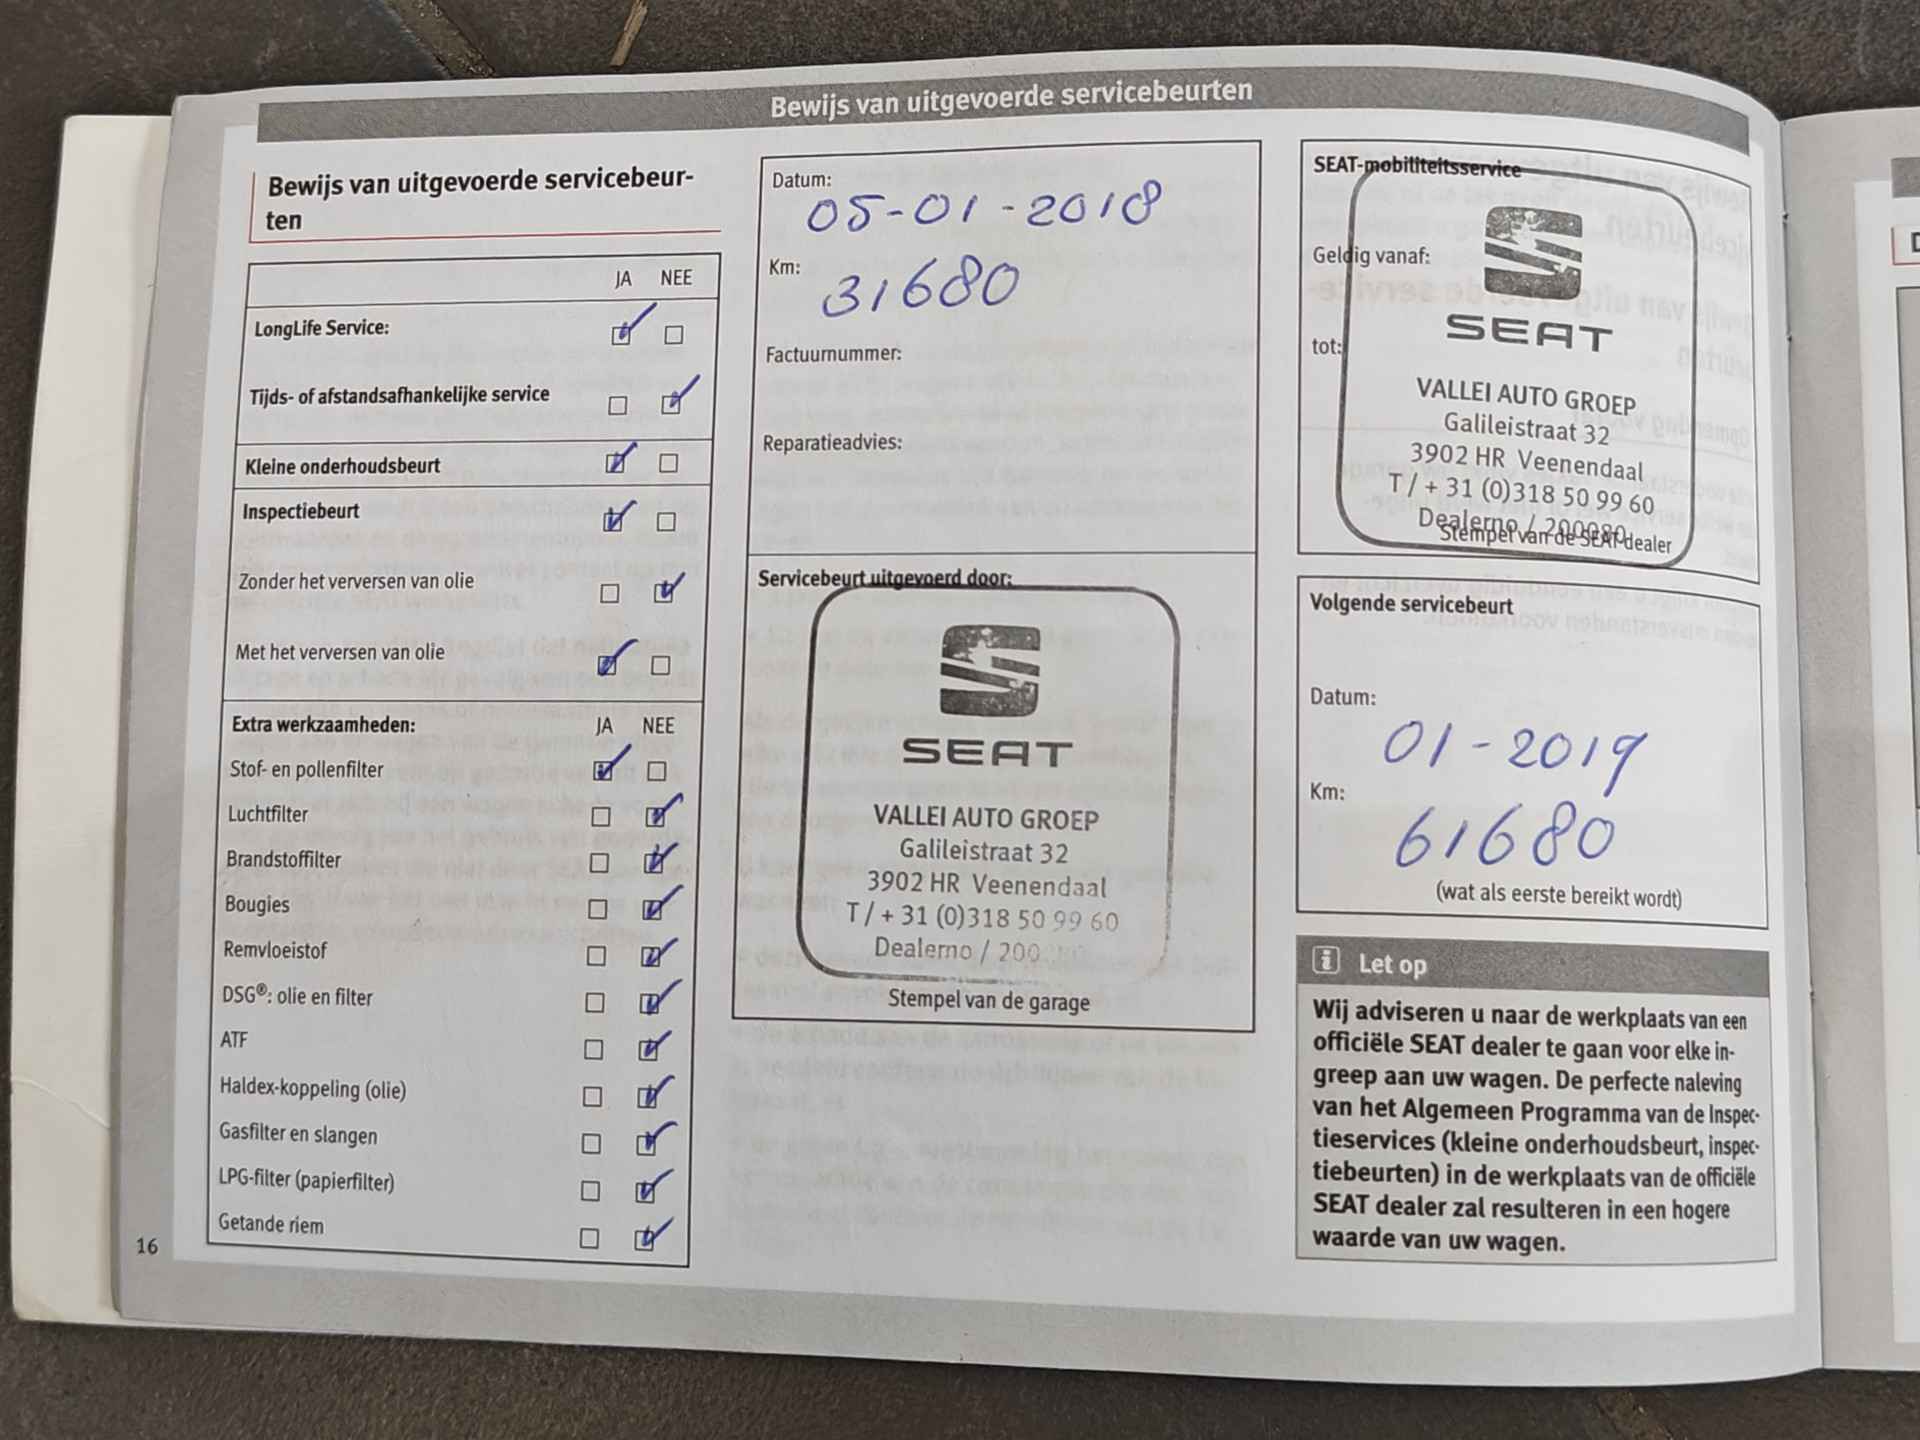 Bewijs van uitgevoerde servicebeurten
Bewijs van uitgevoerde servicebeur-
ten
JA NEE
LongLife Service:
Tijds- of afstandsafhankelijke service
Kleine onderhoudsbeurt
Inspectiebeurt
Zonder het verversen van olie
Met het verversen van olie
Extra werkzaamheden: JA NEE
Stof- en pollenfilter
Luchtfilter
Brandstoffilter
Bougies
Remvloeistof
DSG®: olie en filter
ATF
Haldex-koppeling (olie)
Gasfilter en slangen
LPG-filter (papierfilter)
Getande riem
16
Datum:
05-01-2018
Km:
31680
Factuurnummer:
Reparatieadvies:
Servicebeurt uitgevoerd door:
SEAT
VALLEI AUTO GROEP
Galileistraat 32
3902 HR Veenendaal
T / + 31 (0)318 50 99 60
Dealerno / 200
Stempel van de garage
SEAT-mobiliteitsservice
Geldig vanaf:
tot:
SEAT
VALLEI AUTO GROEP
Galileistraat 32
3902 HR Veenendaal
T / + 31 (0)318 50 99 60
Dealerno / 200080
Stempel van de SEAT-dealer
Volgende servicebeurt
Datum:
01-2019
Km:
61680
(wat als eerste bereikt wordt)
i Let op
Wij adviseren u naar de werkplaats van een
officiële SEAT dealer te gaan voor elke in-
greep aan uw wagen. De perfecte naleving
van het Algemeen Programma van de Inspec-
tieservices (kleine onderhoudsbeurt, inspec-
tiebeurten) in de werkplaats van de officiële
SEAT dealer zal resulteren in een hogere
waarde van uw wagen.